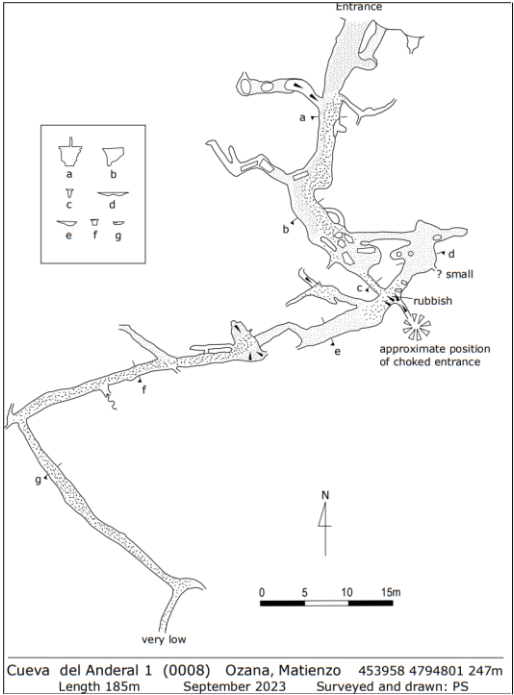 Entrance
a
a
b
c
d
e
f
g
b
d
? small
c
rubbish
approximate position
of choked entrance
e
f
g
N
0 5 10 15m
very low
Cueva del Anderal 1 (0008) Ozana, Matienzo 453958 4794801 247m
Length 185m September 2023 Surveyed and drawn: PS